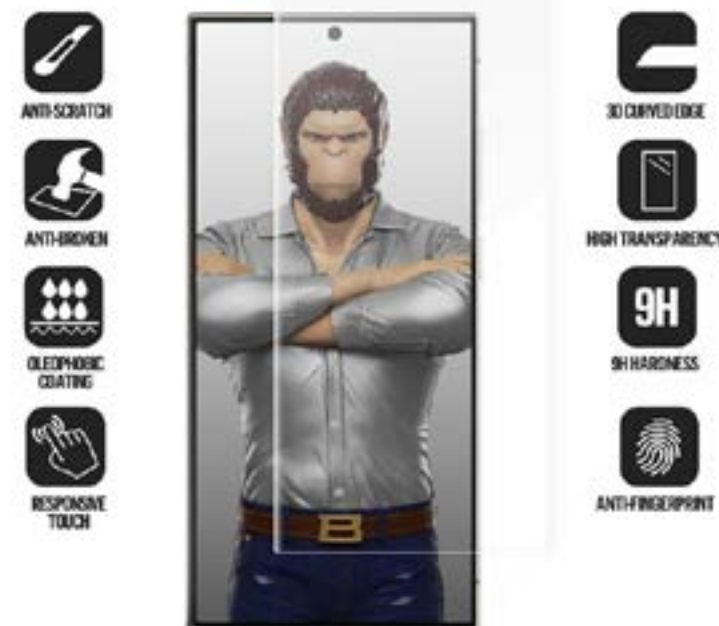 ANTI-SCRATCH
ANTI-BROKEN
OLEOPHOBIC
COATING
RESPONSIVE
TOUCH
B
3D CURVED EDGE
HIGH TRANSPARENCY
9H
9H HARDNESS
ANTI-FINGERPRINT